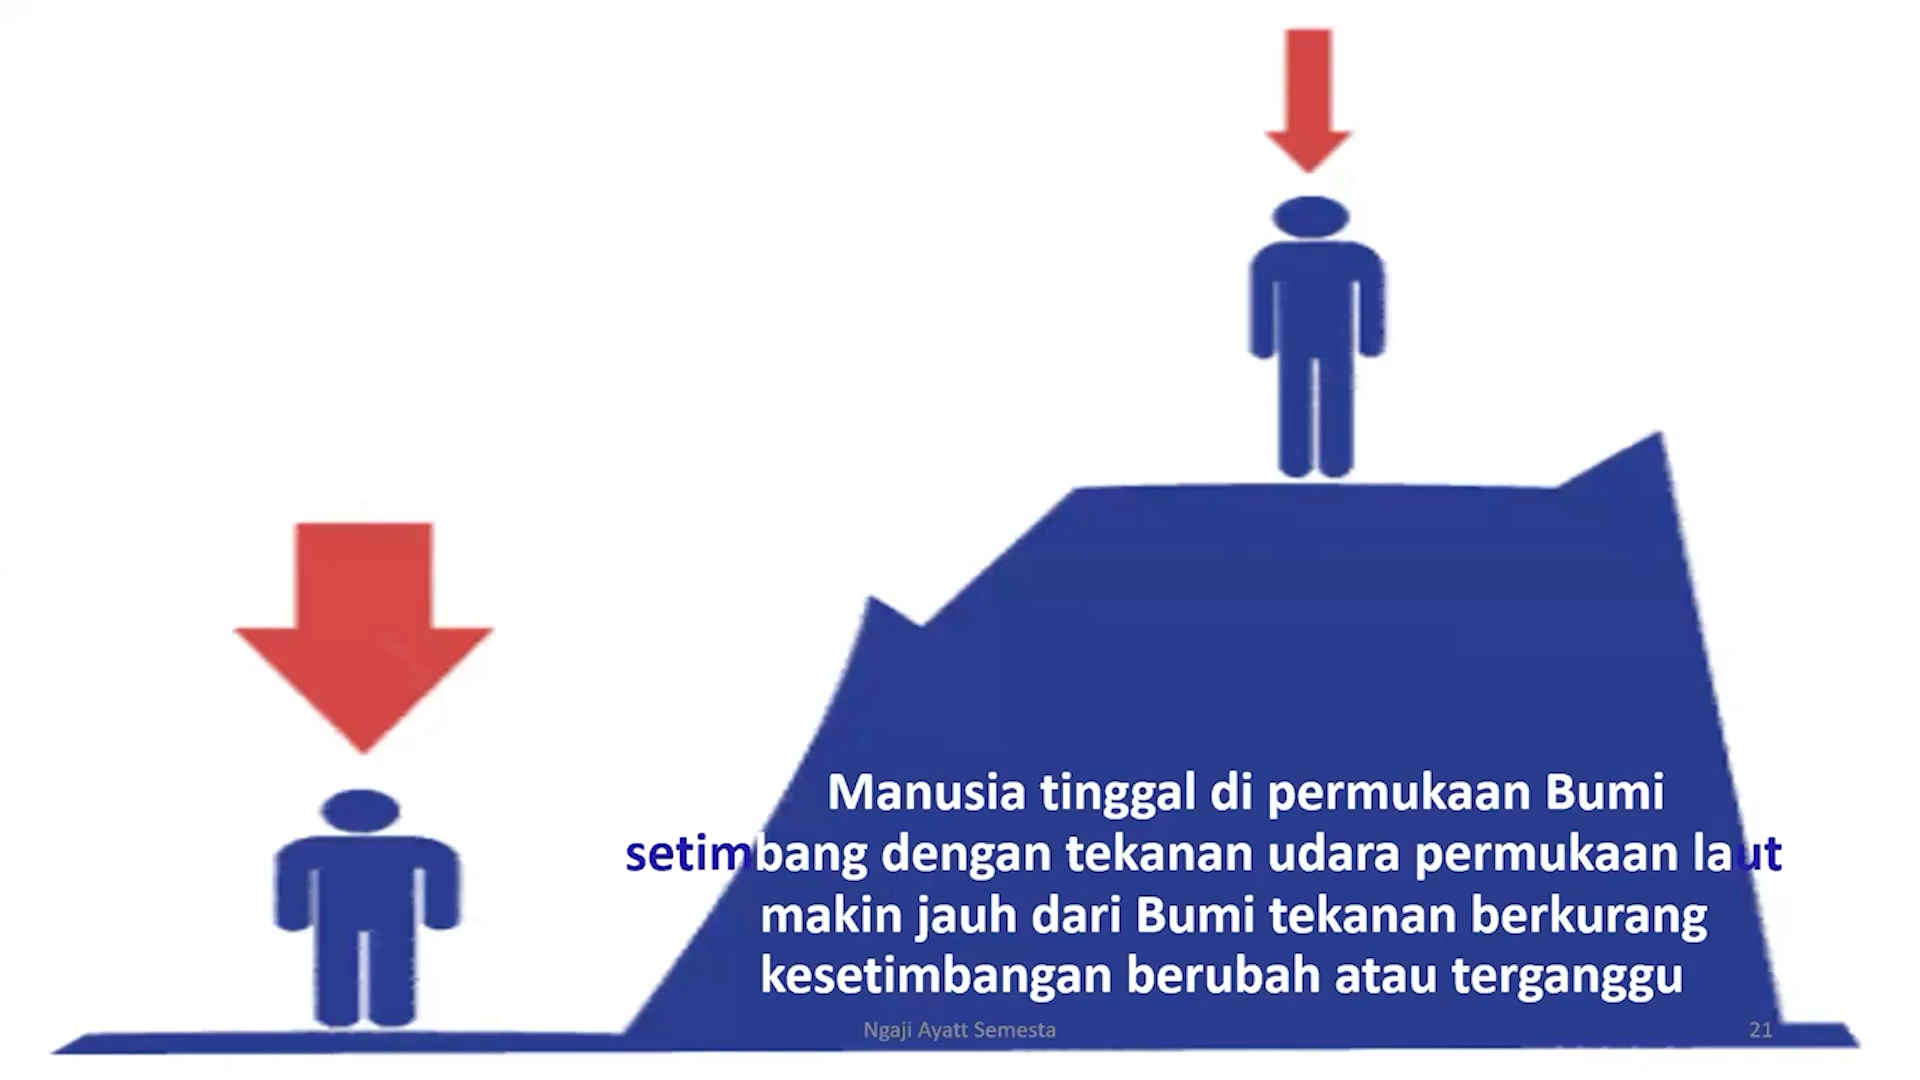 Manusia tinggal di permukaan Bumi
setimbang dengan tekanan udara permukaan laut
makin jauh dari Bumi tekanan berkurang
kesetimbangan berubah atau terganggu
Ngaji Ayatt Semesta
21